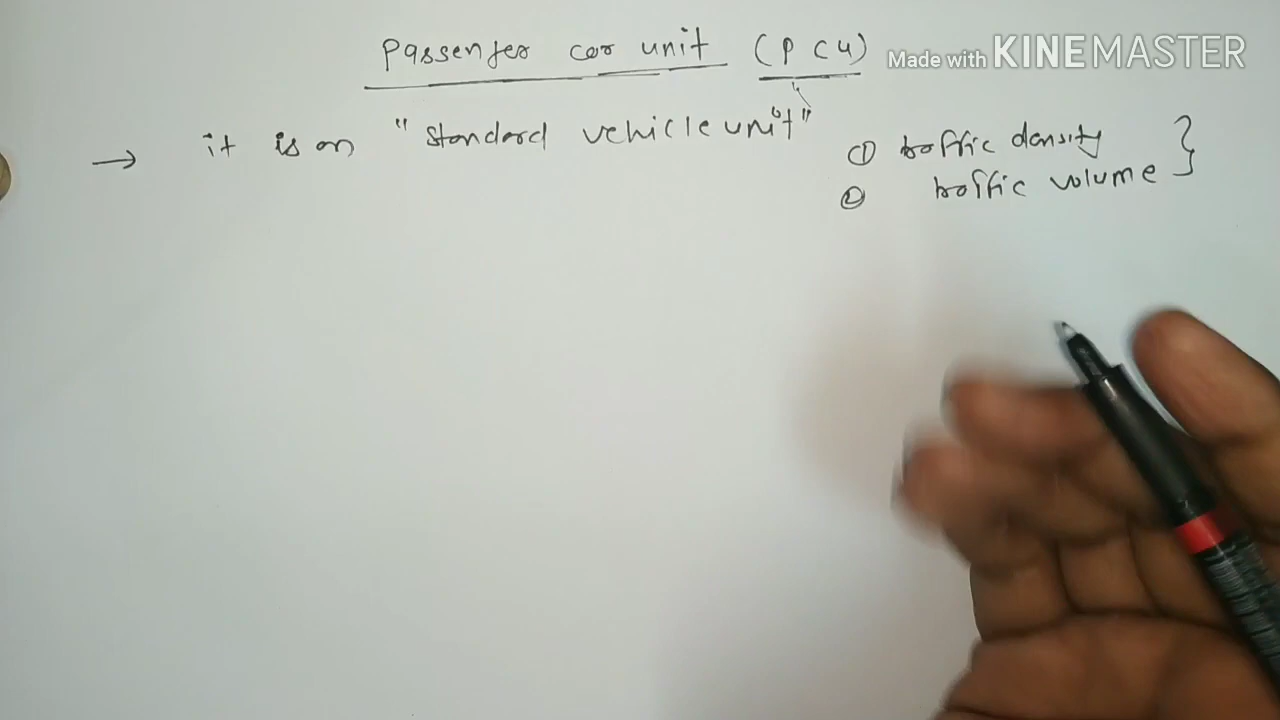 Passenger car unit (PCU)
Made with KINEMASTER
→ it is an "standard vehicle unit"
① traffic density
② traffic volume